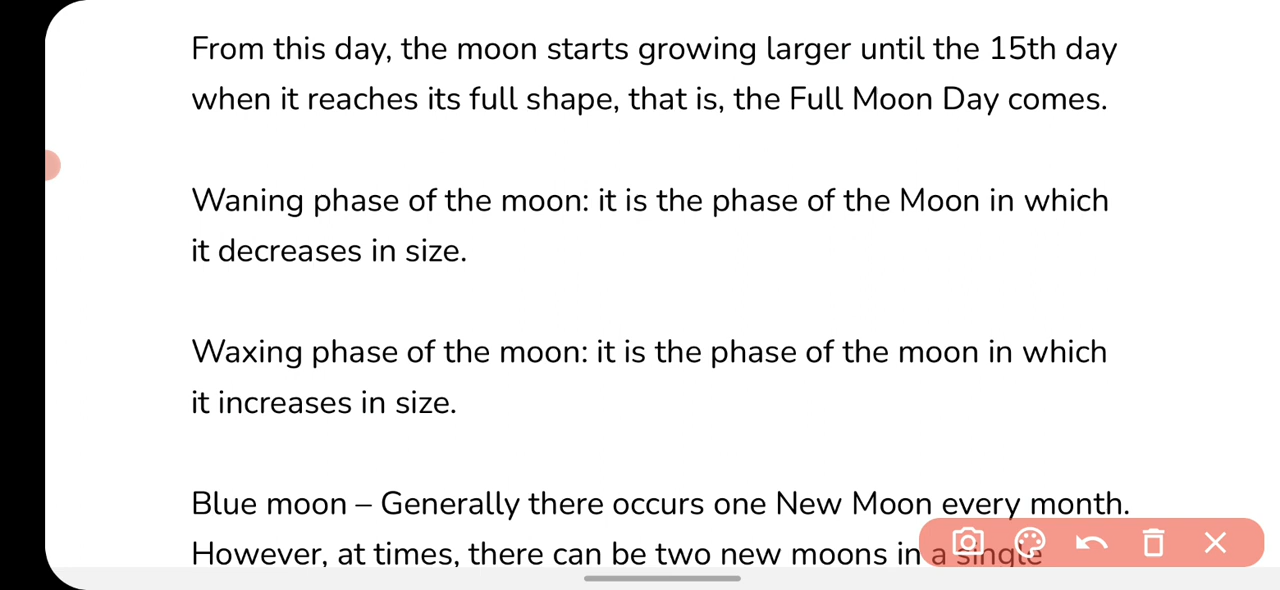 From this day, the moon starts growing larger until the 15th day
when it reaches its full shape, that is, the Full Moon Day comes.
Waning phase of the moon: it is the phase of the Moon in which
it decreases in size.
Waxing phase of the moon: it is the phase of the moon in which
it increases in size.
Blue moon – Generally there occurs one New Moon every month.
However, at times, there can be two new moons in a single